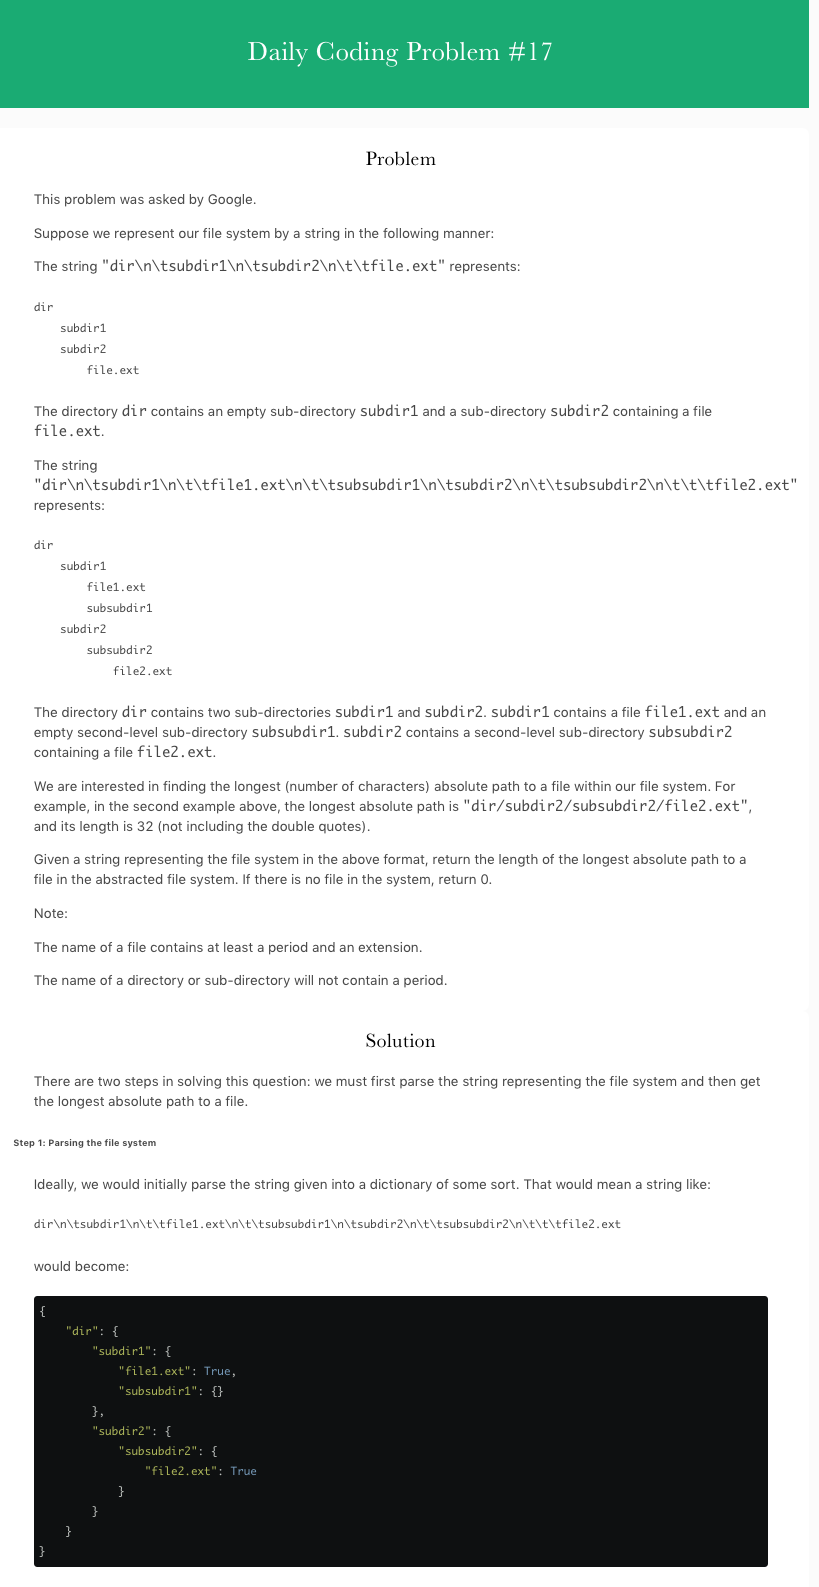 Daily Coding Problem #17
Problem
This problem was asked by Google.
Suppose we represent our file system by a string in the following manner:
The string "dir\n\tsubdir1\n\tsubdir2\n\t\tfile.ext" represents:
dir
    subdir1
    subdir2
        file.ext
The directory dir contains an empty sub-directory subdir1 and a sub-directory subdir2 containing a file
file.ext.
The string
"dir\n\tsubdir1\n\t\tfile1.ext\n\t\tsubsubdir1\n\tsubdir2\n\t\tsubsubdir2\n\t\t\tfile2.ext"
represents:
dir
    subdir1
        file1.ext
        subsubdir1
    subdir2
        subsubdir2
            file2.ext
The directory dir contains two sub-directories subdir1 and subdir2. subdir1 contains a file file1.ext and an
empty second-level sub-directory subsubdir1. subdir2 contains a second-level sub-directory subsubdir2
containing a file file2.ext.
We are interested in finding the longest (number of characters) absolute path to a file within our file system. For
example, in the second example above, the longest absolute path is "dir/subdir2/subsubdir2/file2.ext",
and its length is 32 (not including the double quotes).
Given a string representing the file system in the above format, return the length of the longest absolute path to a
file in the abstracted file system. If there is no file in the system, return 0.
Note:
The name of a file contains at least a period and an extension.
The name of a directory or sub-directory will not contain a period.
Solution
There are two steps in solving this question: we must first parse the string representing the file system and then get
the longest absolute path to a file.
Step 1: Parsing the file system
Ideally, we would initially parse the string given into a dictionary of some sort. That would mean a string like:
dir\n\tsubdir1\n\t\tfile1.ext\n\t\tsubsubdir1\n\tsubdir2\n\t\tsubsubdir2\n\t\t\tfile2.ext
would become:
{
    "dir": {
        "subdir1": {
            "file1.ext": True,
            "subsubdir1": {}
        },
        "subdir2": {
            "subsubdir2": {
                "file2.ext": True
            }
        }
    }
}